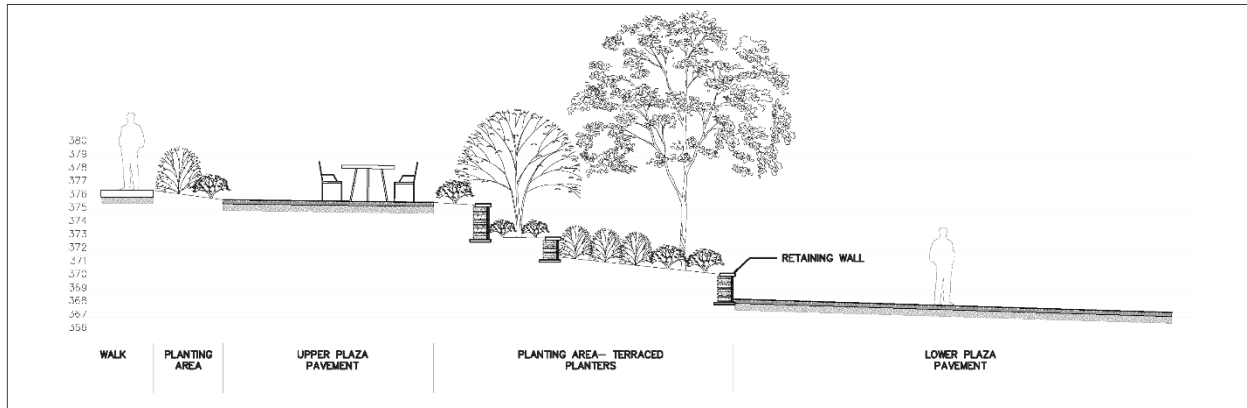 380
379
378
377
376
375
374
373
372
371
370
369
368
367
366
RETAINING WALL
WALK
PLANTING
AREA
UPPER PLAZA
PAVEMENT
PLANTING AREA– TERRACED
PLANTERS
LOWER PLAZA
PAVEMENT